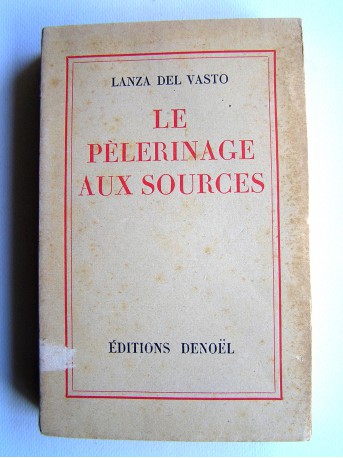 LANZA DEL VASTO
LE
PÈLERINAGE
AUX SOURCES
ÉDITIONS DENOËL